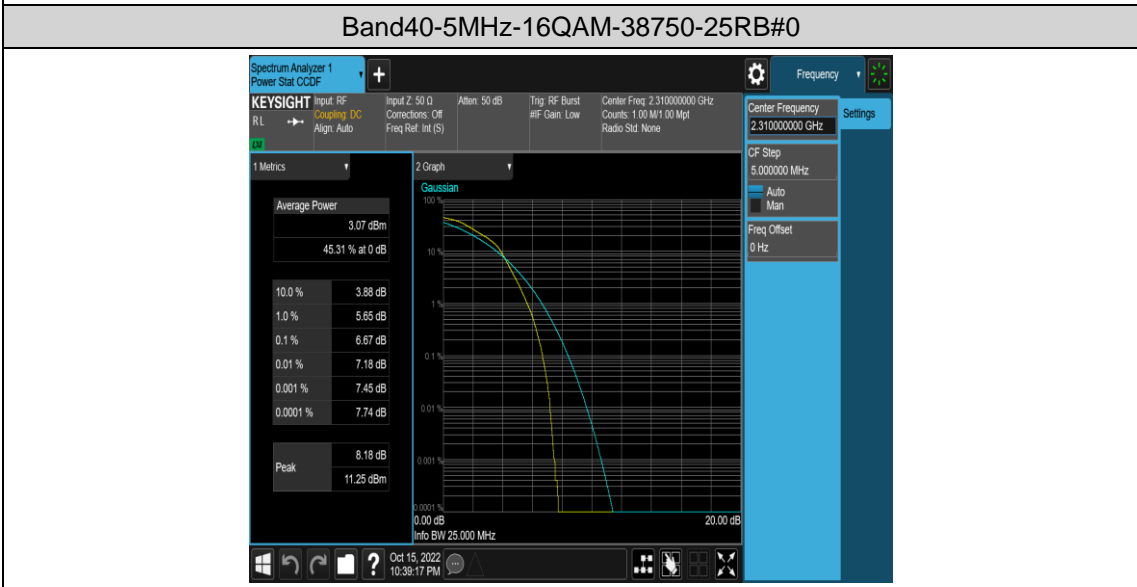 Band40-5MHz-16QAM-38750-25RB#0
Spectrum Analyzer 1
Power Stat CCDF
Frequency
KEYSIGHT
RL
LXI
Input: RF
Coupling: DC
Align: Auto
Input Z: 50 Ω
Corrections: Off
Freq Ref: Int (S)
Atten: 50 dB
Trig: RF Burst
#IF Gain: Low
Center Freq: 2.310000000 GHz
Counts: 1.00 M/1.00 Mpt
Radio Std: None
Center Frequency
2.310000000 GHz
Settings
CF Step
5.000000 MHz
Auto
Man
Freq Offset
0 Hz
1 Metrics
Average Power
3.07 dBm
45.31 % at 0 dB
10.0 % 3.88 dB
1.0 % 5.65 dB
0.1 % 6.67 dB
0.01 % 7.18 dB
0.001 % 7.45 dB
0.0001 % 7.74 dB
Peak
8.18 dB
11.25 dBm
2 Graph
Gaussian
100 %
10 %
1 %
0.1 %
0.01 %
0.001 %
0.0001 %
0.00 dB 20.00 dB
Info BW 25.000 MHz
?
Oct 15, 2022
10:39:17 PM